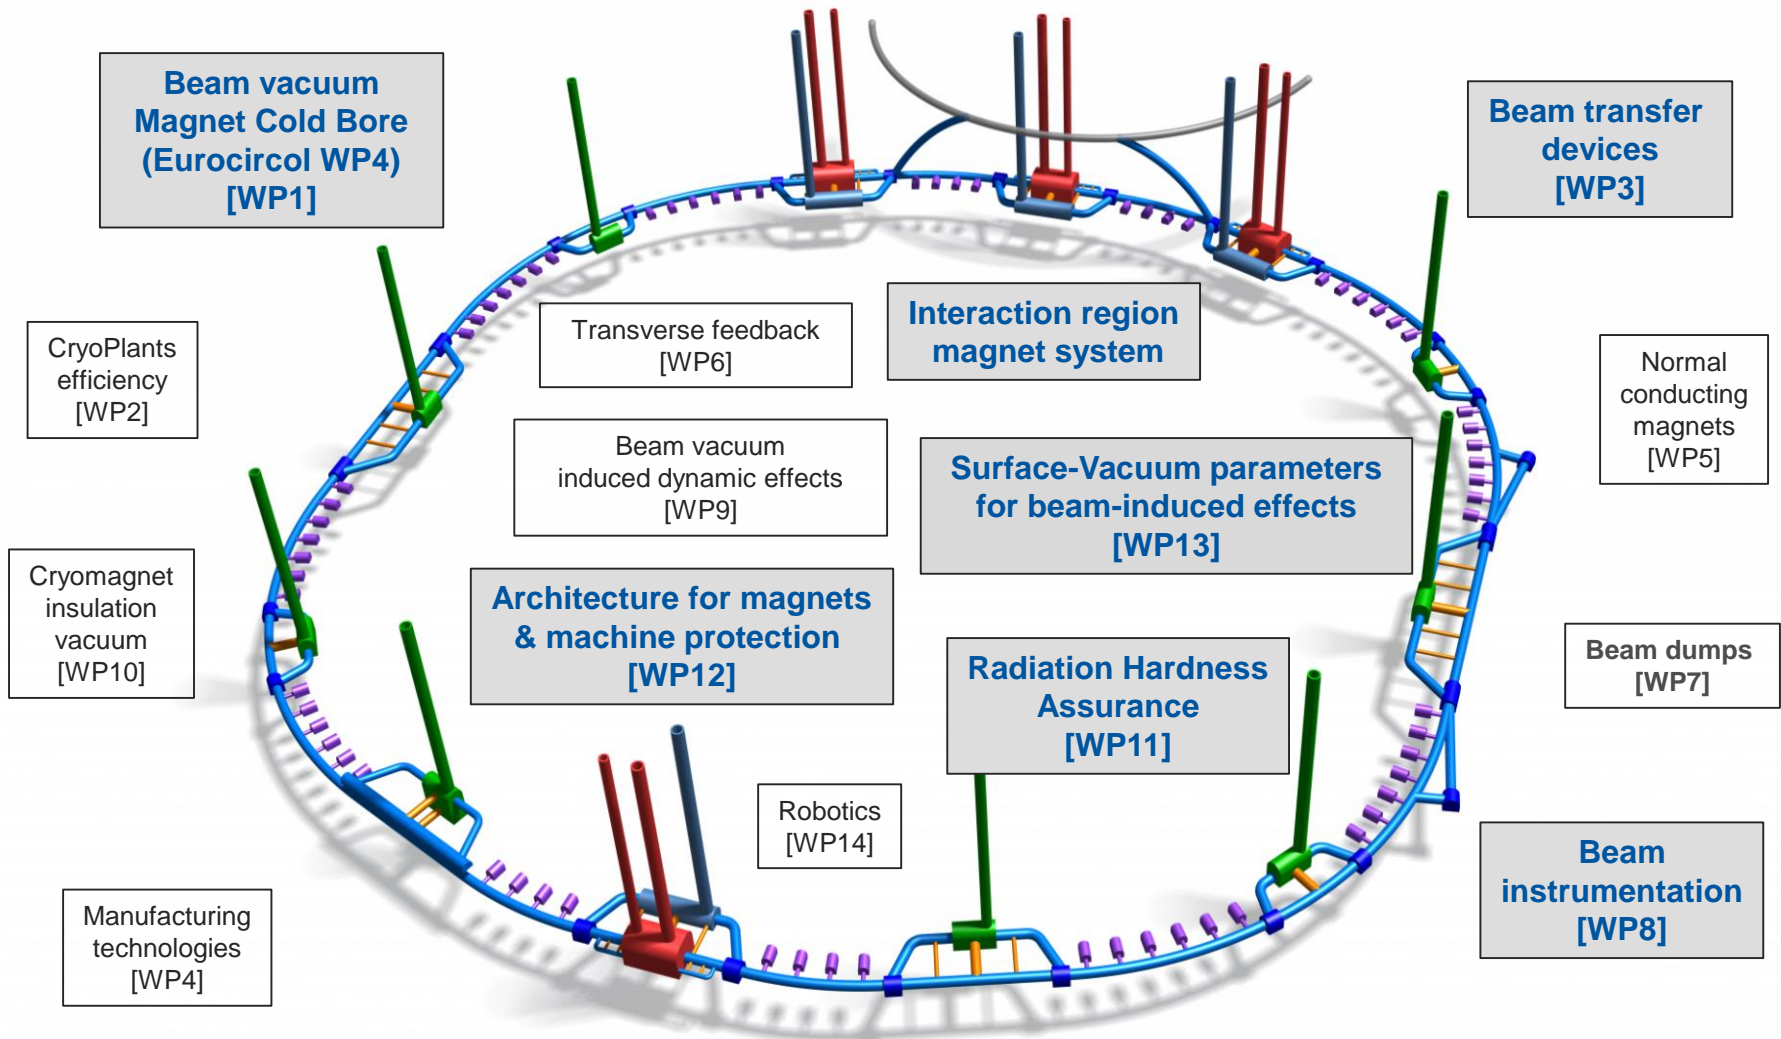 Beam vacuum
Magnet Cold Bore
(Eurocircol WP4)
[WP1]
Beam transfer
devices
[WP3]
CryoPlants
efficiency
[WP2]
Transverse feedback
[WP6]
Interaction region
magnet system
Normal
conducting
magnets
[WP5]
Beam vacuum
induced dynamic effects
[WP9]
Surface-Vacuum parameters
for beam-induced effects
[WP13]
Cryomagnet
insulation
vacuum
[WP10]
Architecture for magnets
& machine protection
[WP12]
Radiation Hardness
Assurance
[WP11]
Beam dumps
[WP7]
Robotics
[WP14]
Beam
instrumentation
[WP8]
Manufacturing
technologies
[WP4]